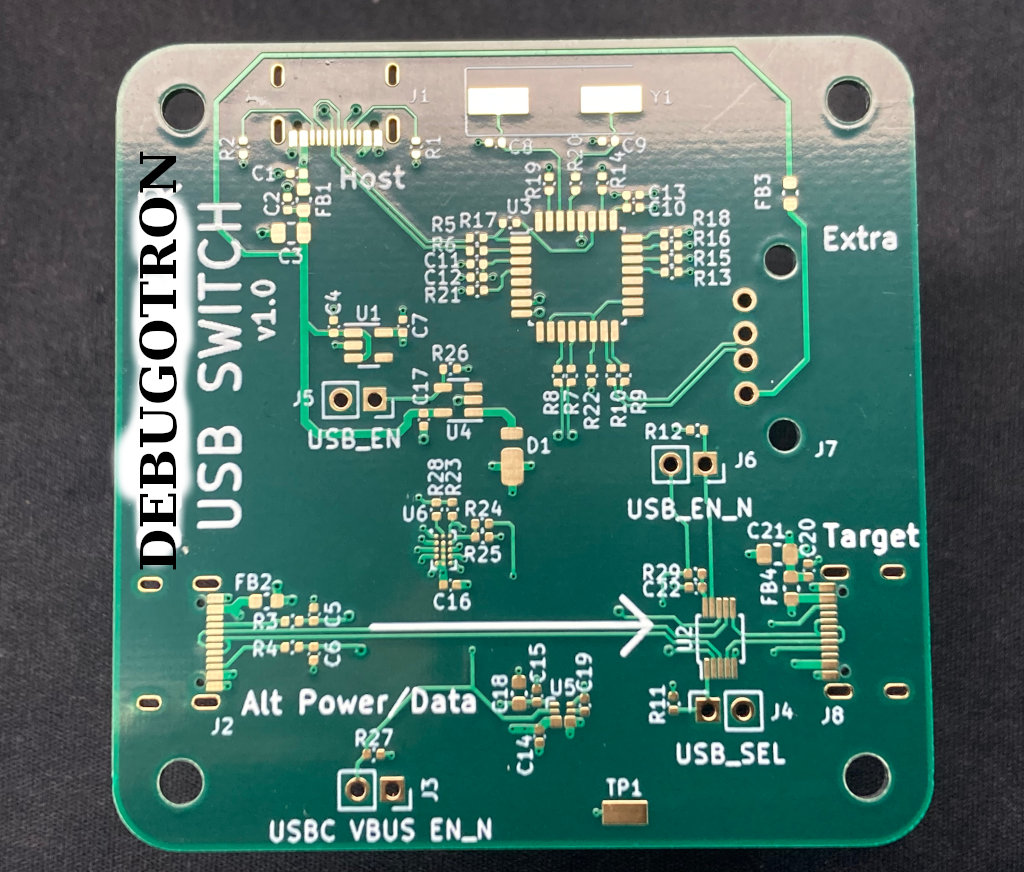 J1
Y1
R2
R1
C8
R20
C9
C1
Host
R19
R14
C2
FB1
C13
C10
FB3
U3
R5
R17
R18
R6
R16
Extra
C3
C11
R15
C12
R13
R21
DEBUGOTRON
USB SWITCH
v1.0
C4
U1
C7
R26
J5
C17
USB_EN
U4
R8
R7
R22
R10
R9
D1
R12
J6
J7
R28
R23
USB_EN_N
U6
R24
R25
C21
C20
Target
C16
R29
C22
FB4
FB2
R3
C5
R4
C6
U2
C15
C19
C18
U5
Alt Power/Data
R11
J4
J2
J8
R27
C14
USB_SEL
J3
TP1
USBC VBUS EN_N